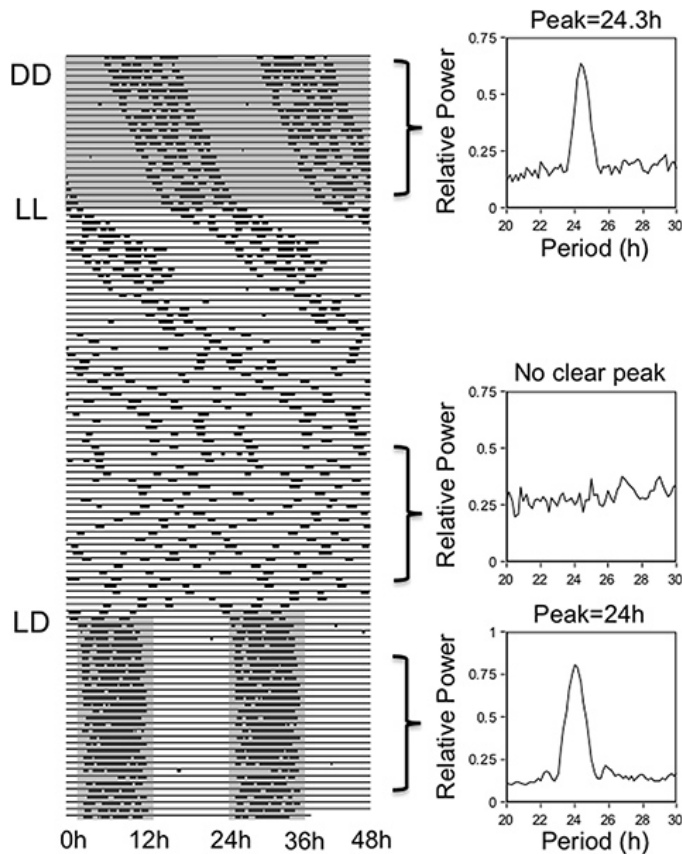 DD
LL
LD
0h 12h 24h 36h 48h
Peak=24.3h
Relative Power
0.75
0.5
0.25
0
20 22 24 26 28 30
Period (h)
No clear peak
Relative Power
0.75
0.5
0.25
0
20 22 24 26 28 30
Peak=24h
Relative Power
1
0.75
0.5
0.25
0
20 22 24 26 28 30
Period (h)